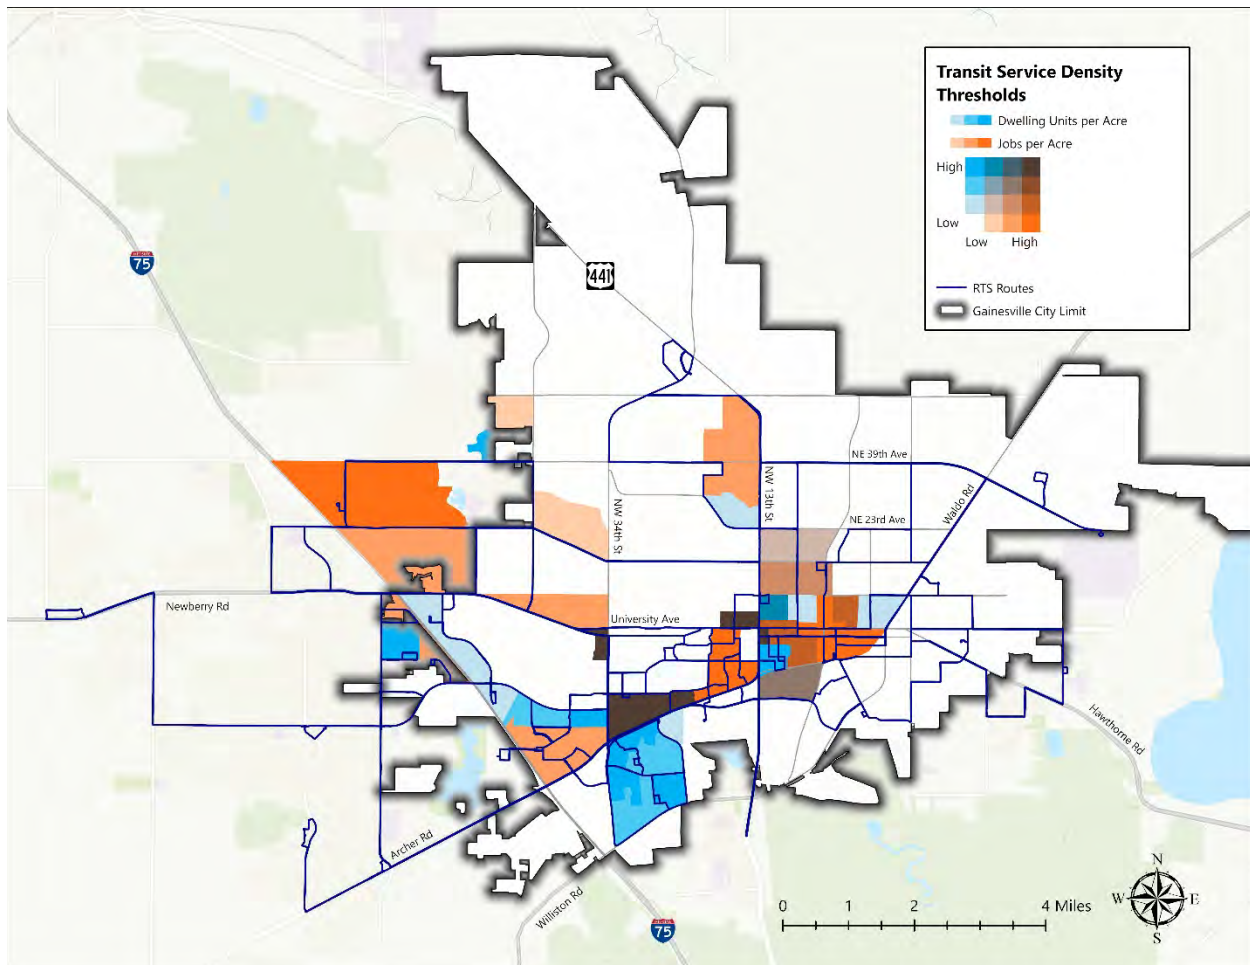 Transit Service Density
Thresholds
Dwelling Units per Acre
Jobs per Acre
High
Low
Low High
RTS Routes
Gainesville City Limit
75
441
NE 39th Ave
NW 13th St
Waldo Rd
NW 34th St
NE 23rd Ave
Newberry Rd
University Ave
Hawthorne Rd
Archer Rd
Williston Rd
75
0 1 2 4 Miles
N
W E
S